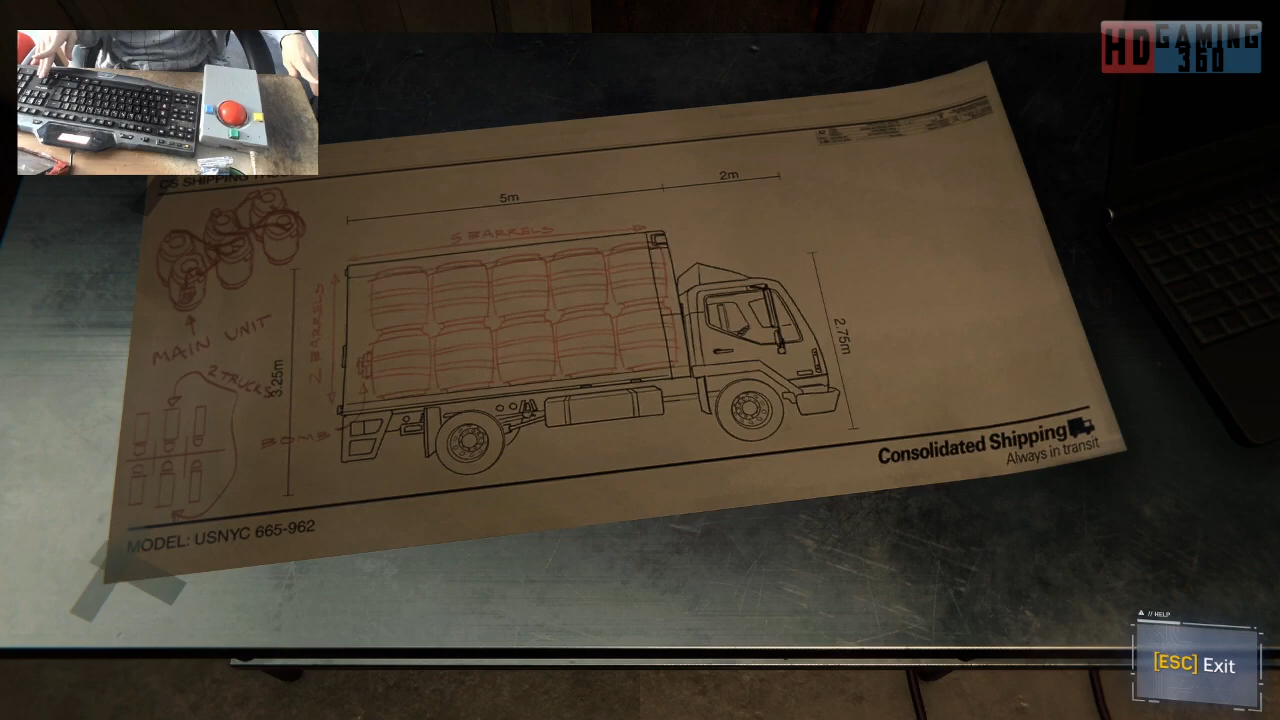 HD GAMING 360
CS SHIPPING
5m
2m
5 BARRELS
2 BARRELS
3.25m
2.75m
MAIN UNIT
2 TRUCKS
BOMB
Consolidated Shipping
Always in transit
MODEL: USNYC 665-962
// HELP
[ESC] Exit